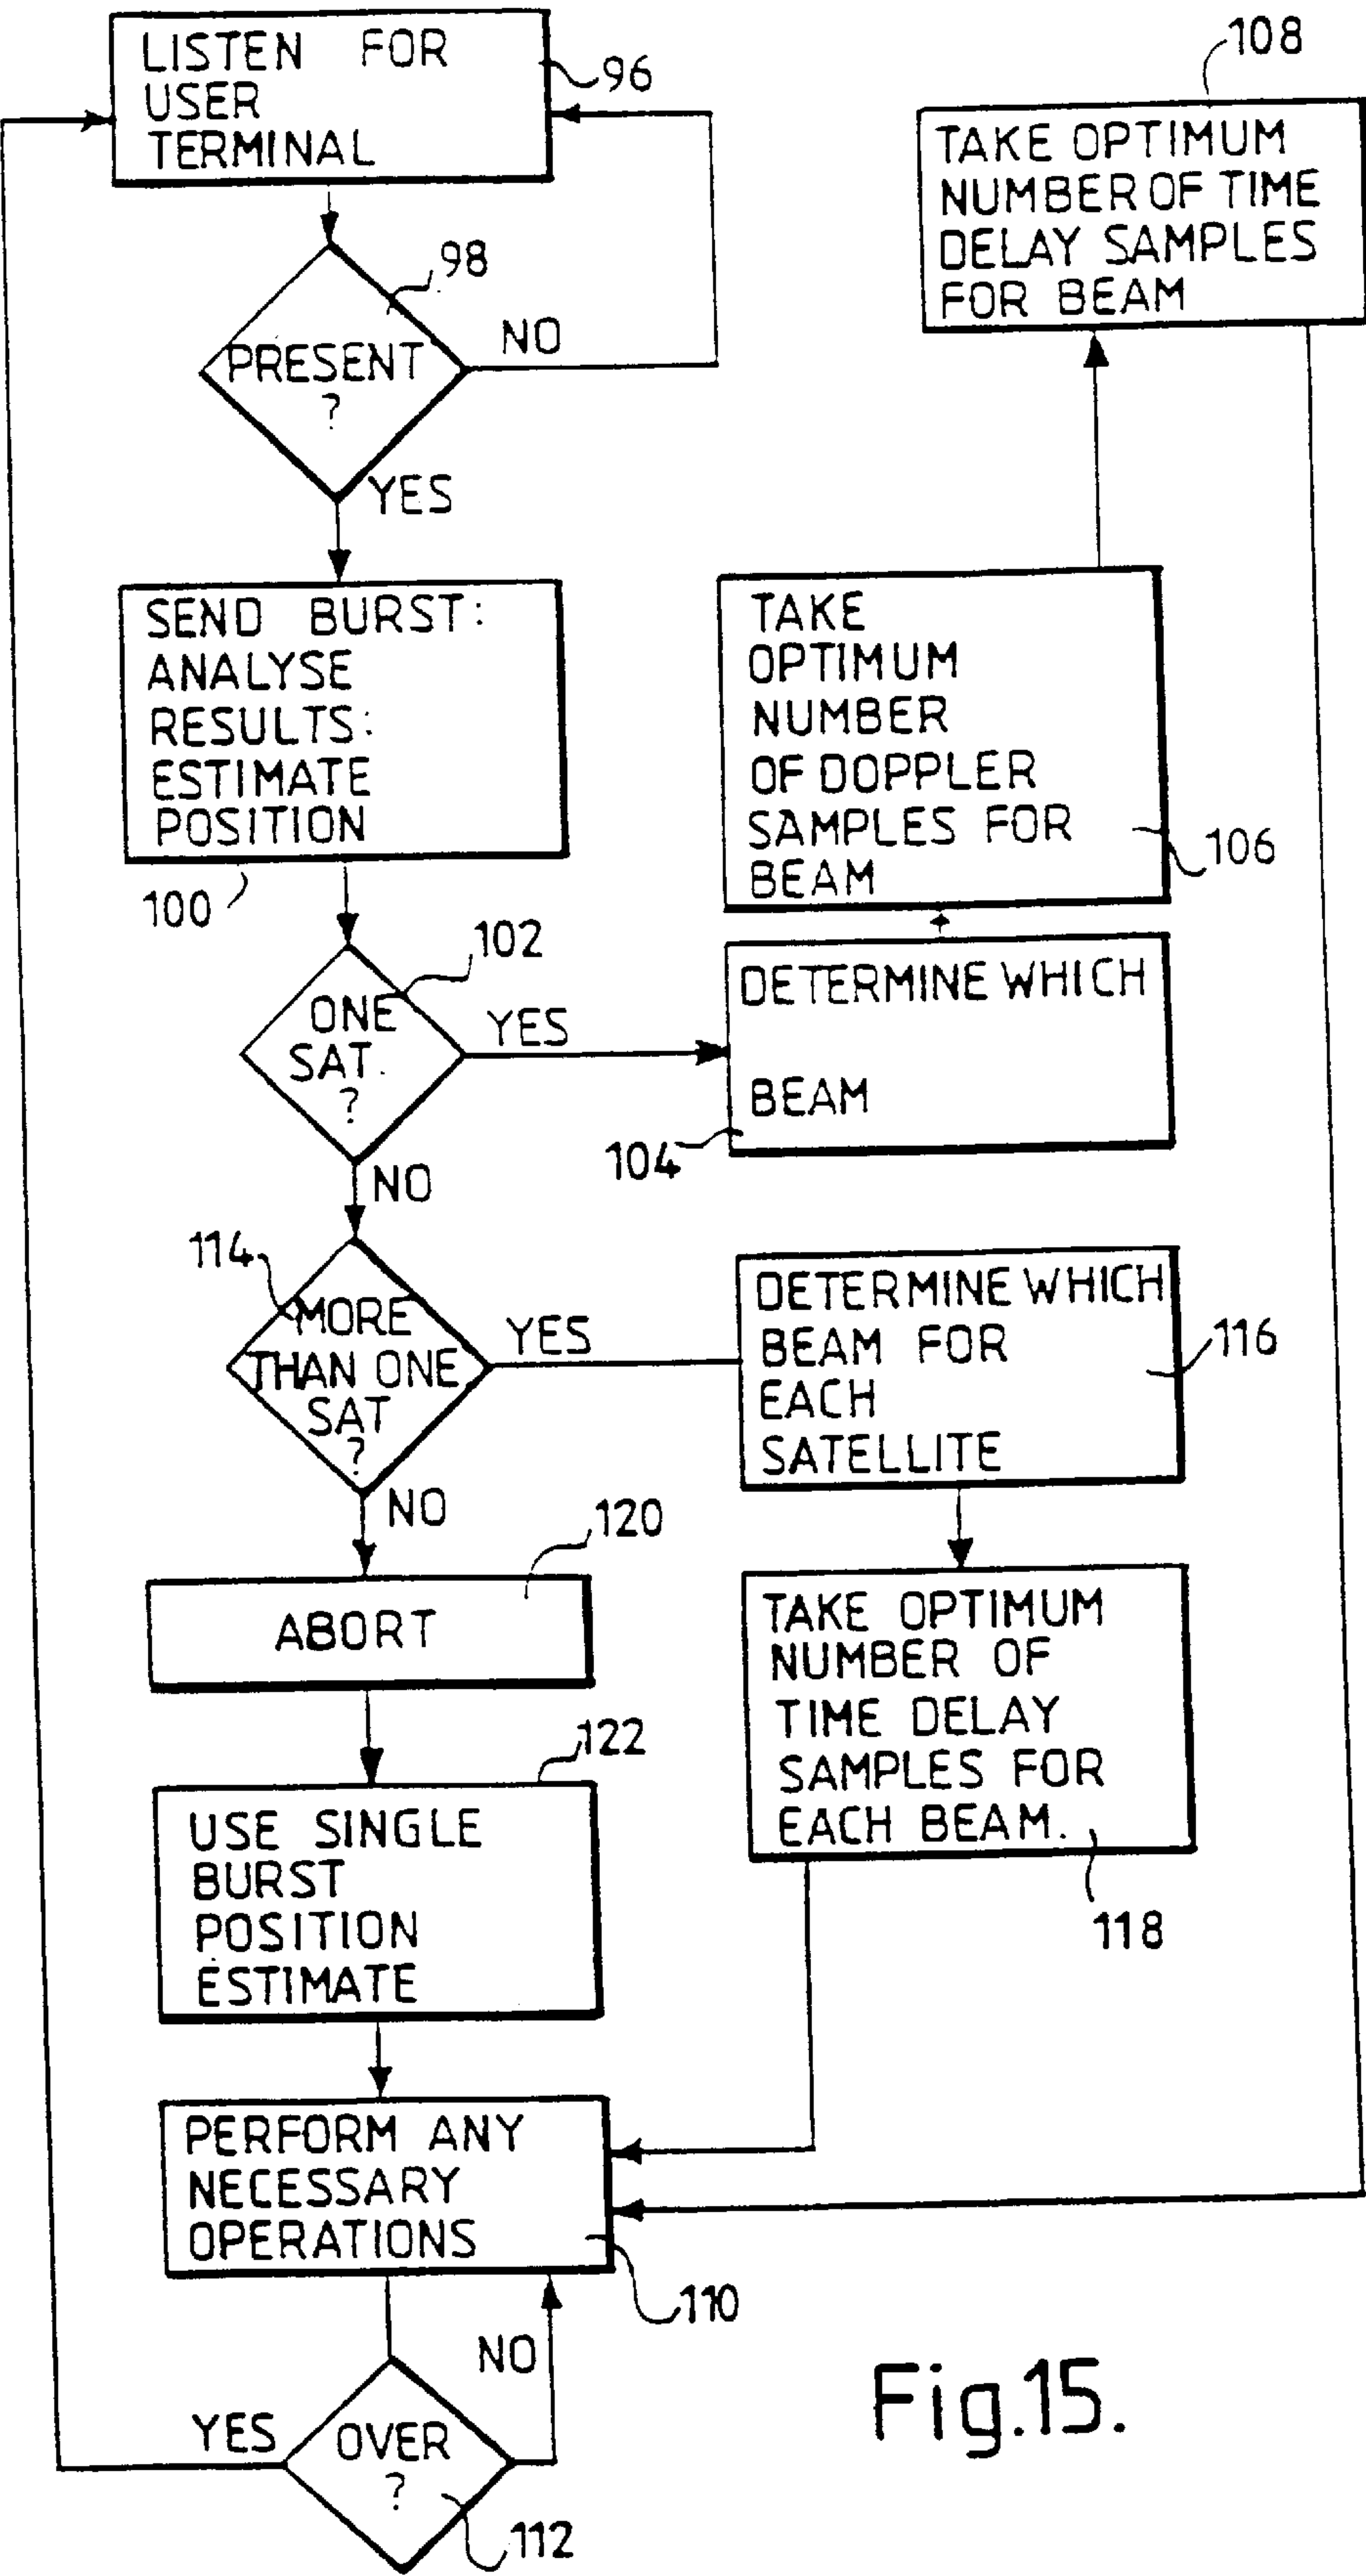 LISTEN FOR
USER
TERMINAL
96
98
PRESENT
?
NO
YES
SEND BURST:
ANALYSE
RESULTS:
ESTIMATE
POSITION
100
102
ONE
SAT.
?
YES
NO
DETERMINE WHICH
BEAM
104
TAKE
OPTIMUM
NUMBER
OF DOPPLER
SAMPLES FOR
BEAM
106
108
TAKE OPTIMUM
NUMBER OF TIME
DELAY SAMPLES
FOR BEAM
114
MORE
THAN ONE
SAT
?
YES
NO
DETERMINE WHICH
BEAM FOR
EACH
SATELLITE
116
TAKE OPTIMUM
NUMBER OF
TIME DELAY
SAMPLES FOR
EACH BEAM.
118
120
ABORT
122
USE SINGLE
BURST
POSITION
ESTIMATE
PERFORM ANY
NECESSARY
OPERATIONS
110
NO
YES
OVER
?
112
Fig.15.